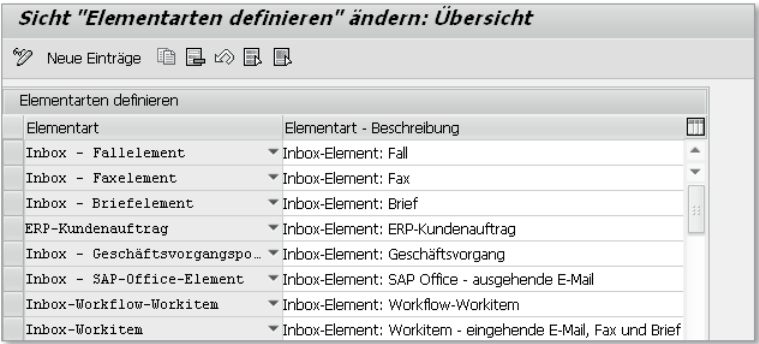 Sicht "Elementarten definieren" ändern: Übersicht
Neue Einträge
Elementarten definieren
Elementart Elementart - Beschreibung
Inbox - Fallelement Inbox-Element: Fall
Inbox - Faxelement Inbox-Element: Fax
Inbox - Briefelement Inbox-Element: Brief
ERP-Kundenauftrag Inbox-Element: ERP-Kundenauftrag
Inbox - Geschäftsvorgangspo... Inbox-Element: Geschäftsvorgang
Inbox - SAP-Office-Element Inbox-Element: SAP Office - ausgehende E-Mail
Inbox-Workflow-Workitem Inbox-Element: Workflow-Workitem
Inbox-Workitem Inbox-Element: Workitem - eingehende E-Mail, Fax und Brief